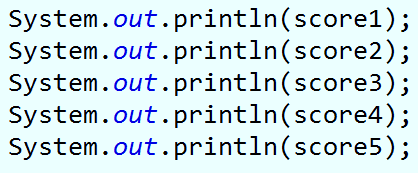 System.out.println(score1);
System.out.println(score2);
System.out.println(score3);
System.out.println(score4);
System.out.println(score5);